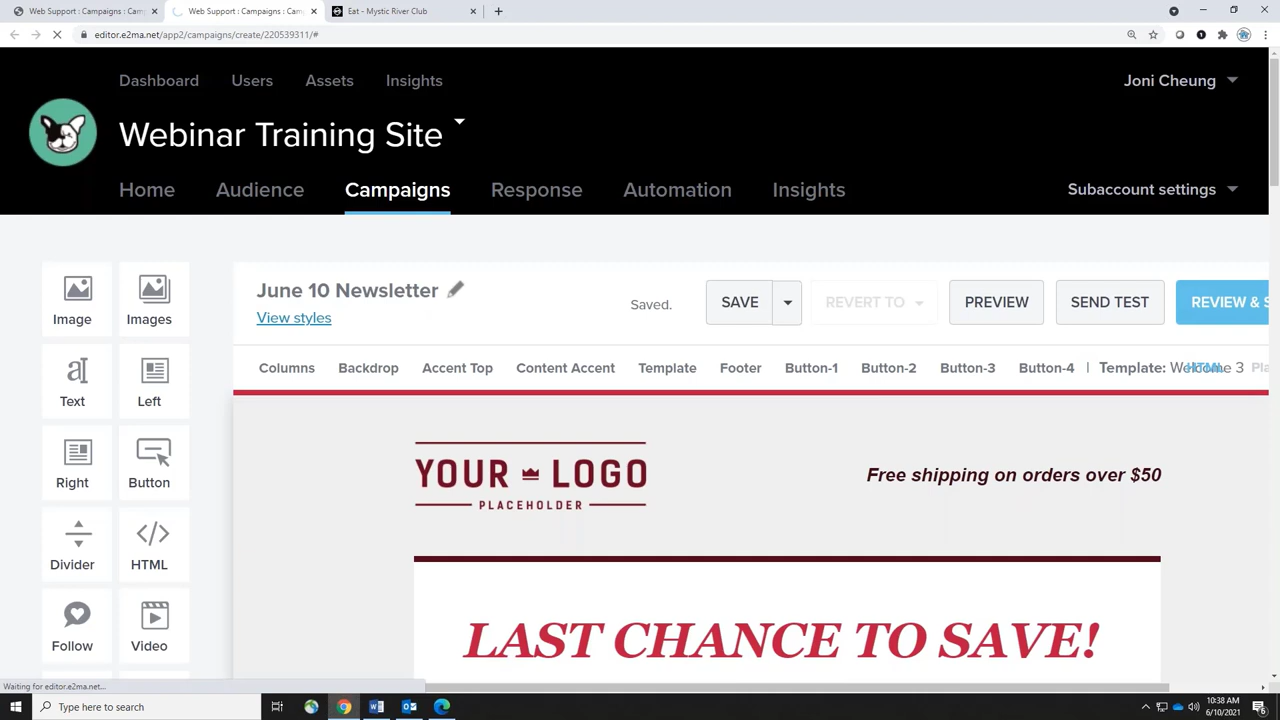 Web Support : Campaigns : Camp
Web Support : Campaigns : Cam
Eat - Mystic River Club
editor.e2ma.net/app2/campaigns/create/220539311/#
Dashboard Users Assets Insights
Joni Cheung
Webinar Training Site
Home Audience Campaigns Response Automation Insights
Subaccount settings
Image
Images
Text
Left
Right
Button
Divider
HTML
Follow
Video
June 10 Newsletter
View styles
Saved.
SAVE
REVERT TO
PREVIEW
SEND TEST
REVIEW & S
Columns Backdrop Accent Top Content Accent Template Footer Button-1 Button-2 Button-3 Button-4 | Template: Welcome 3 Pla
HTML
YOUR LOGO
PLACEHOLDER
Free shipping on orders over $50
LAST CHANCE TO SAVE!
Waiting for editor.e2ma.net...
Type here to search
10:38 AM
6/10/2021